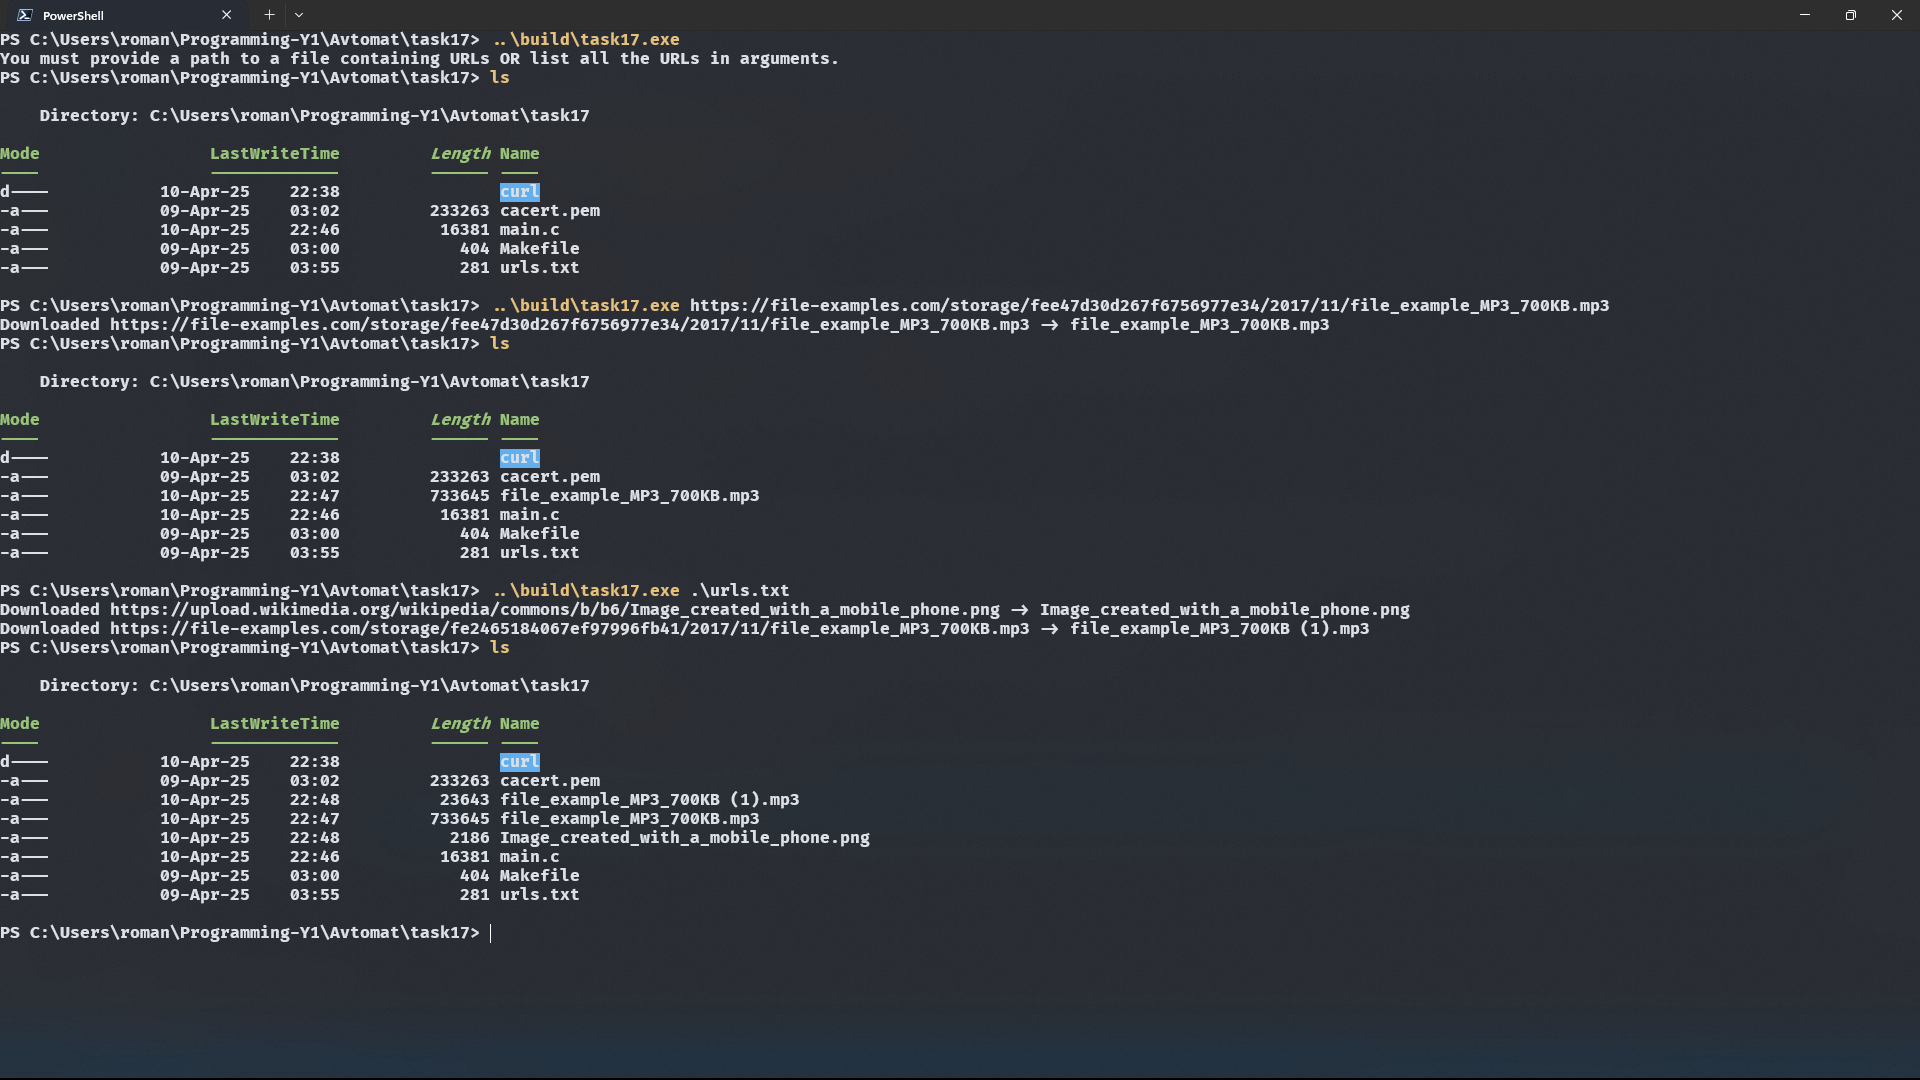 PowerShell
PS C:\Users\roman\Programming-Y1\Avtomat\task17> ..\build\task17.exe
You must provide a path to a file containing URLs OR list all the URLs in arguments.
PS C:\Users\roman\Programming-Y1\Avtomat\task17> ls
Directory: C:\Users\roman\Programming-Y1\Avtomat\task17
Mode LastWriteTime Length Name
---- ------------- ------ ----
d---- 10-Apr-25 22:38 curl
-a--- 09-Apr-25 03:02 233263 cacert.pem
-a--- 10-Apr-25 22:46 16381 main.c
-a--- 09-Apr-25 03:00 404 Makefile
-a--- 09-Apr-25 03:55 281 urls.txt
PS C:\Users\roman\Programming-Y1\Avtomat\task17> ..\build\task17.exe https://file-examples.com/storage/fee47d30d267f6756977e34/2017/11/file_example_MP3_700KB.mp3
Downloaded https://file-examples.com/storage/fee47d30d267f6756977e34/2017/11/file_example_MP3_700KB.mp3 -> file_example_MP3_700KB.mp3
PS C:\Users\roman\Programming-Y1\Avtomat\task17> ls
Directory: C:\Users\roman\Programming-Y1\Avtomat\task17
Mode LastWriteTime Length Name
---- ------------- ------ ----
d---- 10-Apr-25 22:38 curl
-a--- 09-Apr-25 03:02 233263 cacert.pem
-a--- 10-Apr-25 22:47 733645 file_example_MP3_700KB.mp3
-a--- 10-Apr-25 22:46 16381 main.c
-a--- 09-Apr-25 03:00 404 Makefile
-a--- 09-Apr-25 03:55 281 urls.txt
PS C:\Users\roman\Programming-Y1\Avtomat\task17> ..\build\task17.exe .\urls.txt
Downloaded https://upload.wikimedia.org/wikipedia/commons/b/b6/Image_created_with_a_mobile_phone.png -> Image_created_with_a_mobile_phone.png
Downloaded https://file-examples.com/storage/fe2465184067ef97996fb41/2017/11/file_example_MP3_700KB.mp3 -> file_example_MP3_700KB (1).mp3
PS C:\Users\roman\Programming-Y1\Avtomat\task17> ls
Directory: C:\Users\roman\Programming-Y1\Avtomat\task17
Mode LastWriteTime Length Name
---- ------------- ------ ----
d---- 10-Apr-25 22:38 curl
-a--- 09-Apr-25 03:02 233263 cacert.pem
-a--- 10-Apr-25 22:48 23643 file_example_MP3_700KB (1).mp3
-a--- 10-Apr-25 22:47 733645 file_example_MP3_700KB.mp3
-a--- 10-Apr-25 22:48 2186 Image_created_with_a_mobile_phone.png
-a--- 10-Apr-25 22:46 16381 main.c
-a--- 09-Apr-25 03:00 404 Makefile
-a--- 09-Apr-25 03:55 281 urls.txt
PS C:\Users\roman\Programming-Y1\Avtomat\task17>